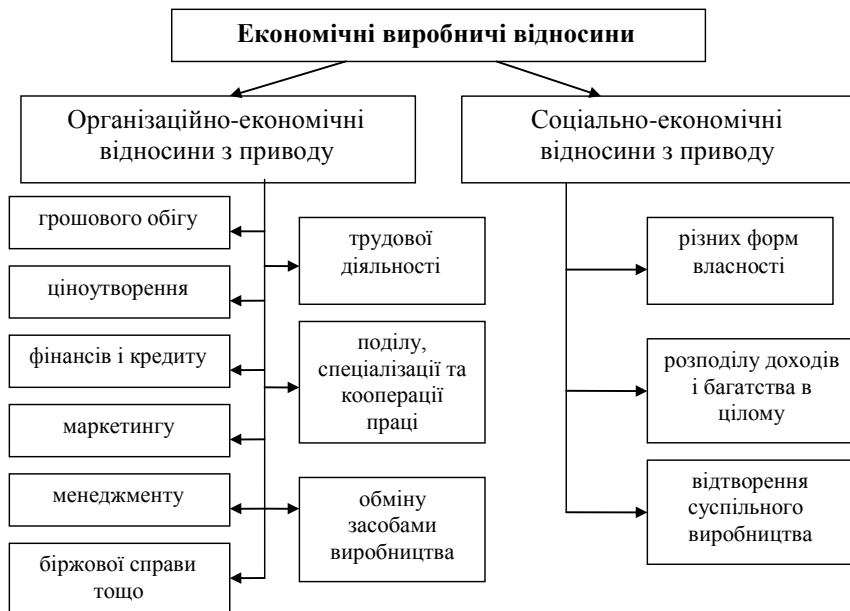 Економічні виробничі відносини
Організаційно-економічні
відносини з приводу
Соціально-економічні
відносини з приводу
грошового обігу
ціноутворення
фінансів і кредиту
маркетингу
менеджменту
біржової справи
тощо
трудової
діяльності
поділу,
спеціалізації та
кооперації
праці
обміну
засобами
виробництва
різних форм
власності
розподілу доходів
і багатства в
цілому
відтворення
суспільного
виробництва